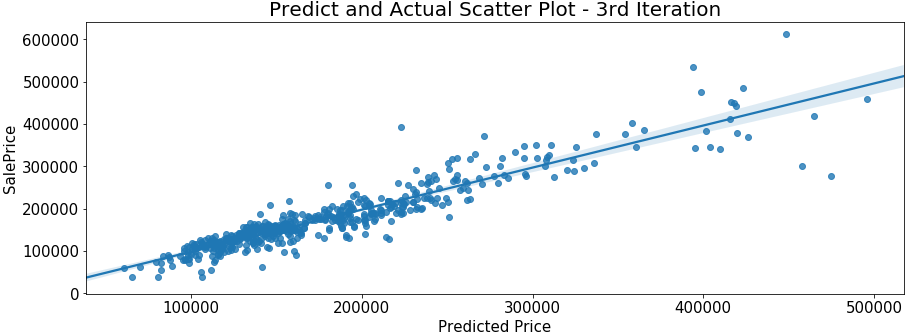 Predict and Actual Scatter Plot - 3rd Iteration
600000
500000
400000
300000
200000
100000
0
SalePrice
100000 200000 300000 400000 500000
Predicted Price